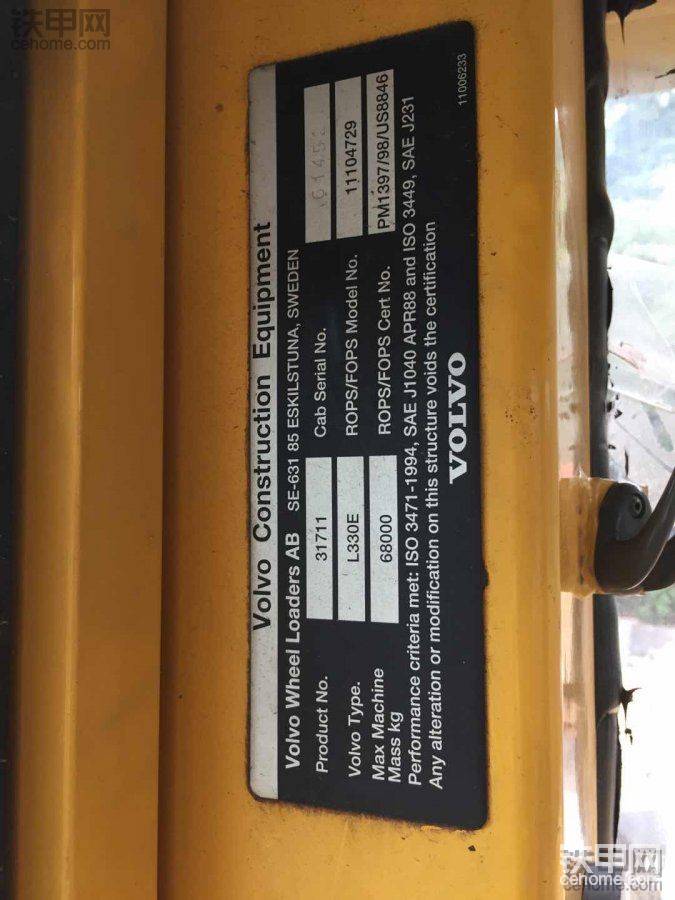 铁甲网
cehome.com
Volvo Construction Equipment
Volvo Wheel Loaders AB SE-631 85 ESKILSTUNA, SWEDEN
Product No. 31711 Cab Serial No.
Volvo Type. L330E ROPS/FOPS Model No. 11104729
Max Machine Mass kg 68000 ROPS/FOPS Cert No. PM1397/98/US8846
Performance criteria met: ISO 3471-1994, SAE J1040 APR88 and ISO 3449, SAE J231
Any alteration or modification on this structure voids the certification
VOLVO
11006233
铁甲网
cehome.com